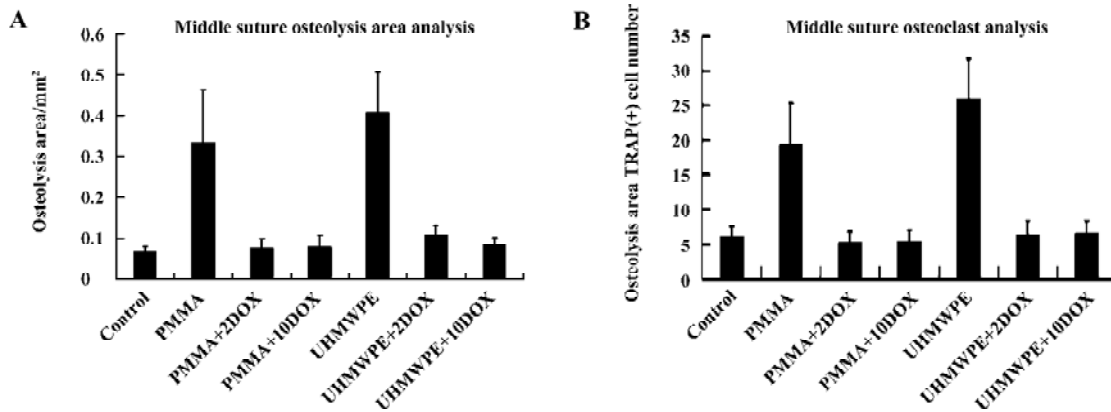 A
Middle suture osteolysis area analysis
Osteolysis area/mm²
0.6
0.5
0.4
0.3
0.2
0.1
0
Control
PMMA
PMMA+2DOX
PMMA+10DOX
UHMWPE
UHMWPE+2DOX
UHMWPE+10DOX
B
Middle suture osteoclast analysis
Osteolysis area TRAP(+) cell number
35
30
25
20
15
10
5
0
Control
PMMA
PMMA+2DOX
PMMA+10DOX
UHMWPE
UHMWPE+2DOX
UHMWPE+10DOX